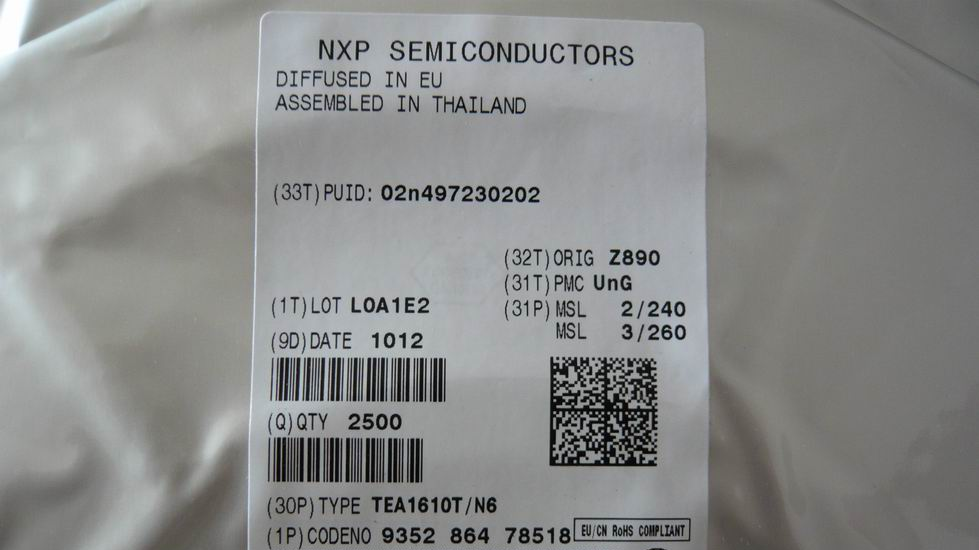 NXP SEMICONDUCTORS
DIFFUSED IN EU
ASSEMBLED IN THAILAND
(33T)PUID: 02n497230202
(32T)ORIG Z890
(31T)PMC UnG
(1T)LOT LOA1E2
(31P)MSL 2/240
MSL 3/260
(9D)DATE 1012
(Q)QTY 2500
(30P)TYPE TEA1610T/N6
(1P)CODENO 9352 864 78518
EU/CN RoHS COMPLIANT